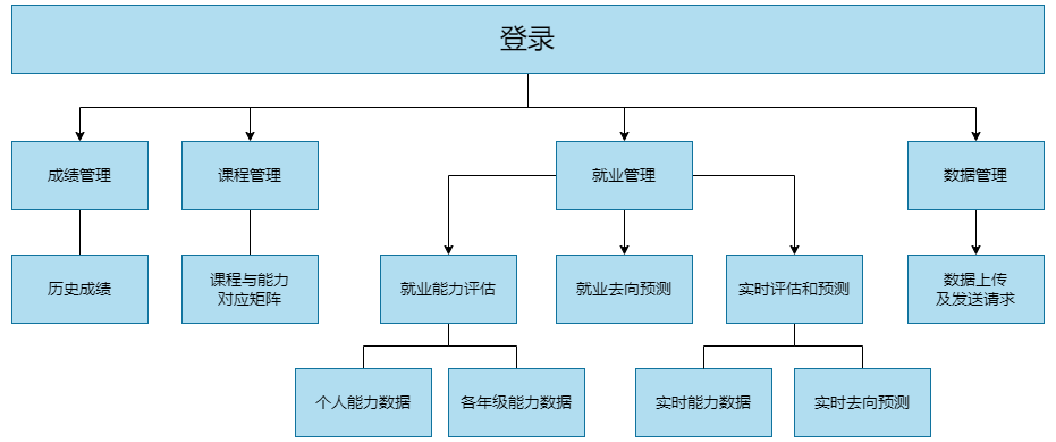 登录
成绩管理
课程管理
就业管理
数据管理
历史成绩
课程与能力
对应矩阵
就业能力评估
就业去向预测
实时评估和预测
数据上传
及发送请求
个人能力数据
各年级能力数据
实时能力数据
实时去向预测